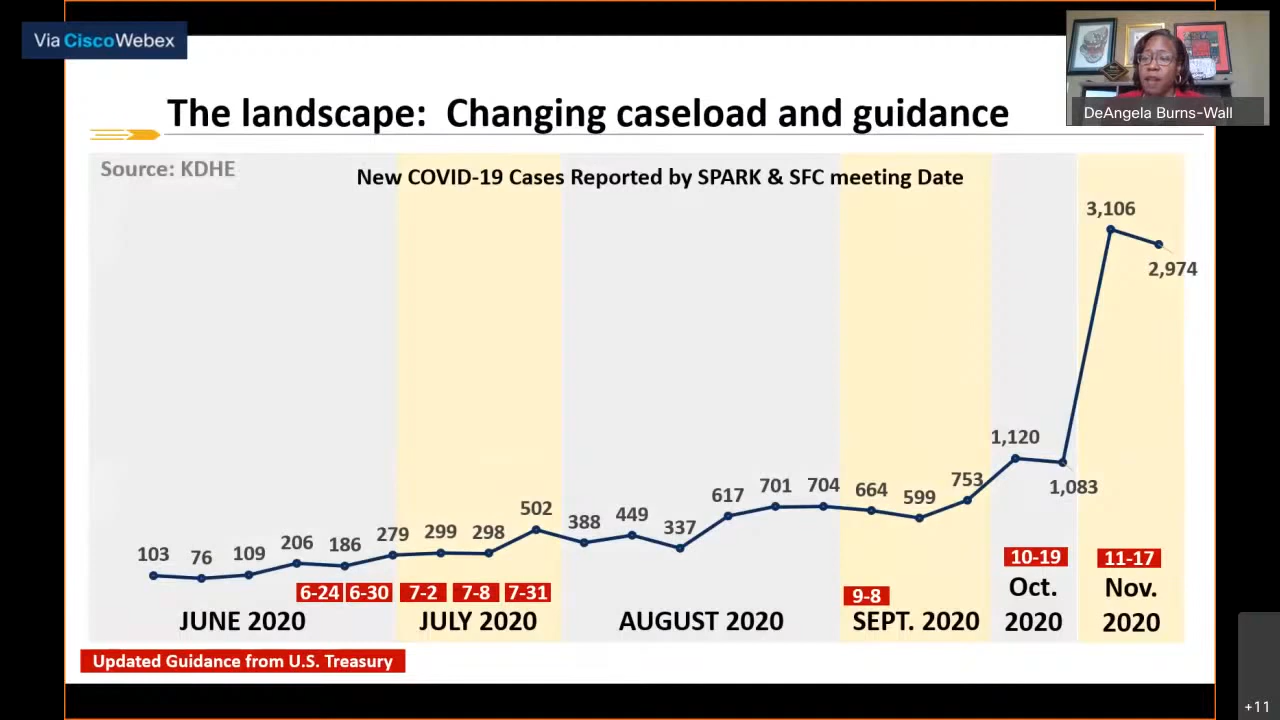 Via CiscoWebex
DeAngela Burns-Wall
The landscape: Changing caseload and guidance
Source: KDHE
New COVID-19 Cases Reported by SPARK & SFC meeting Date
3,106
2,974
1,120
1,083
103
76
109
206
186
279
299
298
502
388
449
337
617
701
704
664
599
753
6-24
6-30
7-2
7-8
7-31
9-8
10-19
11-17
JUNE 2020
JULY 2020
AUGUST 2020
SEPT. 2020
Oct.
2020
Nov.
2020
Updated Guidance from U.S. Treasury
+11